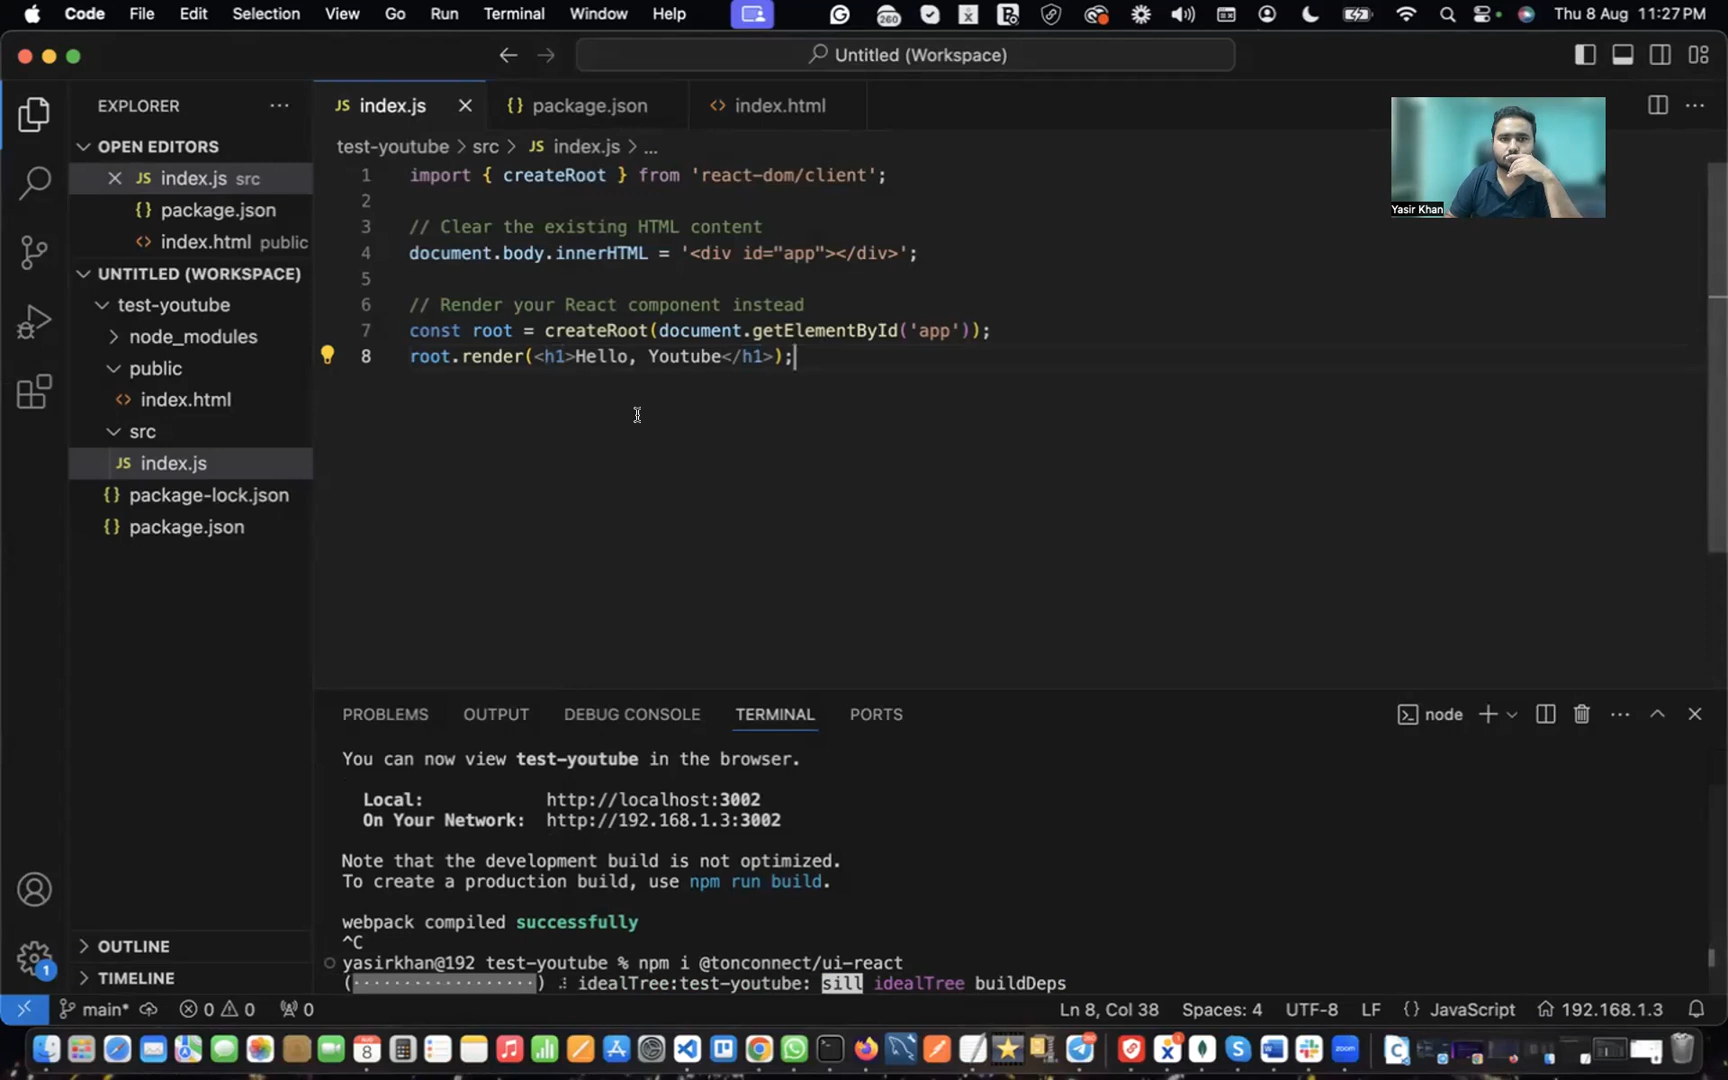 Code File Edit Selection View Go Run Terminal Window Help 260 Thu 8 Aug 11:27 PM
Untitled (Workspace)
EXPLORER
JS index.js
{} package.json
<> index.html
OPEN EDITORS
JS index.js src
{} package.json
<> index.html public
UNTITLED (WORKSPACE)
test-youtube
node_modules
public
<> index.html
src
JS index.js
{} package-lock.json
{} package.json
OUTLINE
TIMELINE
test-youtube > src > JS index.js > ...
1 import { createRoot } from 'react-dom/client';
2
3 // Clear the existing HTML content
4 document.body.innerHTML = '<div id="app"></div>';
5
6 // Render your React component instead
7 const root = createRoot(document.getElementById('app'));
8 root.render(<h1>Hello, Youtube</h1>);
Yasir Khan
PROBLEMS OUTPUT DEBUG CONSOLE TERMINAL PORTS
node
You can now view test-youtube in the browser.
Local: http://localhost:3002
On Your Network: http://192.168.1.3:3002
Note that the development build is not optimized.
To create a production build, use npm run build.
webpack compiled successfully
^C
yasirkhan@192 test-youtube % npm i @tonconnect/ui-react
(··················) ⠼ idealTree:test-youtube: sill idealTree buildDeps
1
main* 0 0 0 Ln 8, Col 38 Spaces: 4 UTF-8 LF {} JavaScript 192.168.1.3
8
zoom